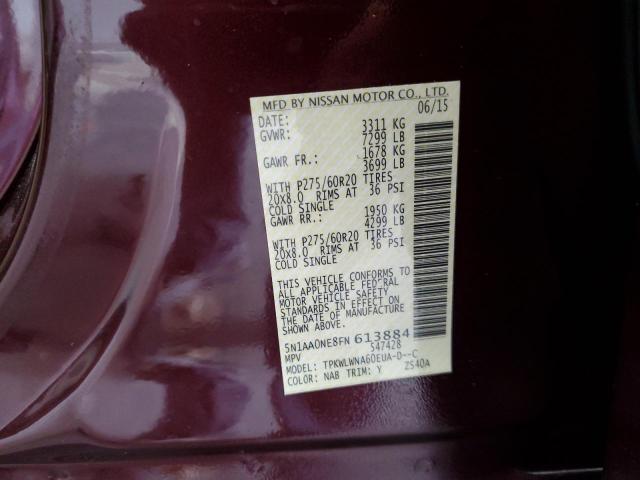 MFD BY NISSAN MOTOR CO., LTD.
DATE: 06/15
GVWR: 3311 KG
7299 LB
GAWR FR.: 1678 KG
3699 LB
WITH P275/60R20 TIRES
20X8.0 RIMS AT 36 PSI
COLD SINGLE
GAWR RR.: 1950 KG
4299 LB
WITH P275/60R20 TIRES
20X8.0 RIMS AT 36 PSI
COLD SINGLE
THIS VEHICLE CONFORMS TO
ALL APPLICABLE FEDERAL
MOTOR VEHICLE SAFETY
STANDARDS IN EFFECT ON
THE DATE OF MANUFACTURE
SHOWN ABOVE.
5N1AA0NE8FN 613884
MPV 547428
MODEL: TPKWLWNA60EUA-D--C
COLOR: NAB TRIM: Y ZS40A